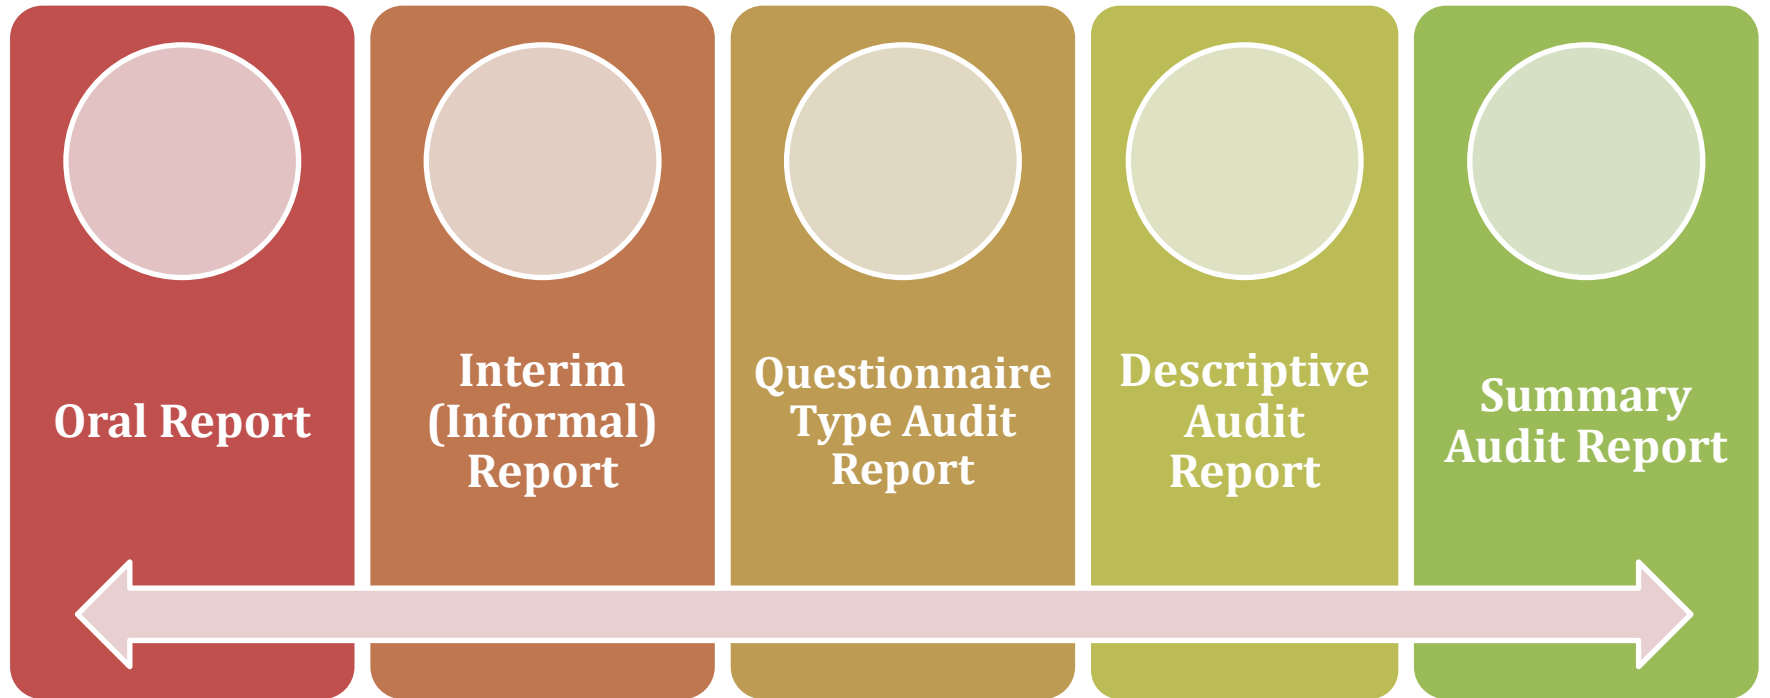 Oral Report
Interim
(Informal)
Report
Questionnaire
Type Audit
Report
Descriptive
Audit
Report
Summary
Audit Report